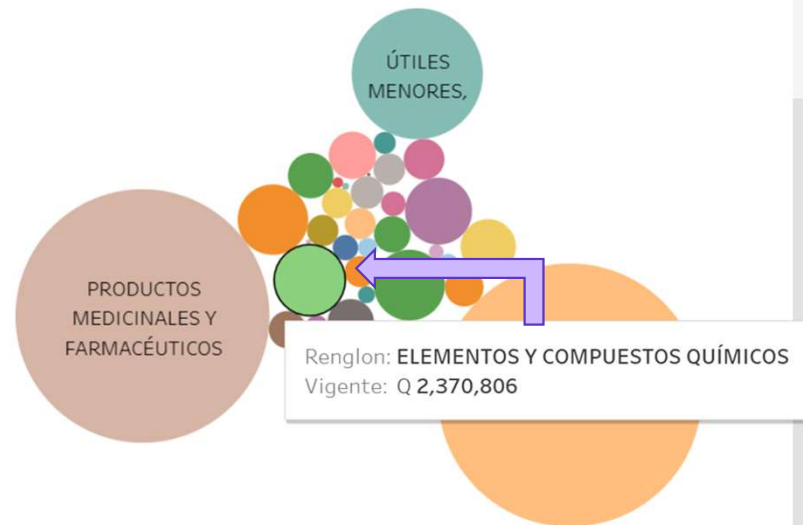 ÚTILES
MENORES,
PRODUCTOS
MEDICINALES Y
FARMACÉUTICOS
Renglon: ELEMENTOS Y COMPUESTOS QUÍMICOS
Vigente: Q 2,370,806